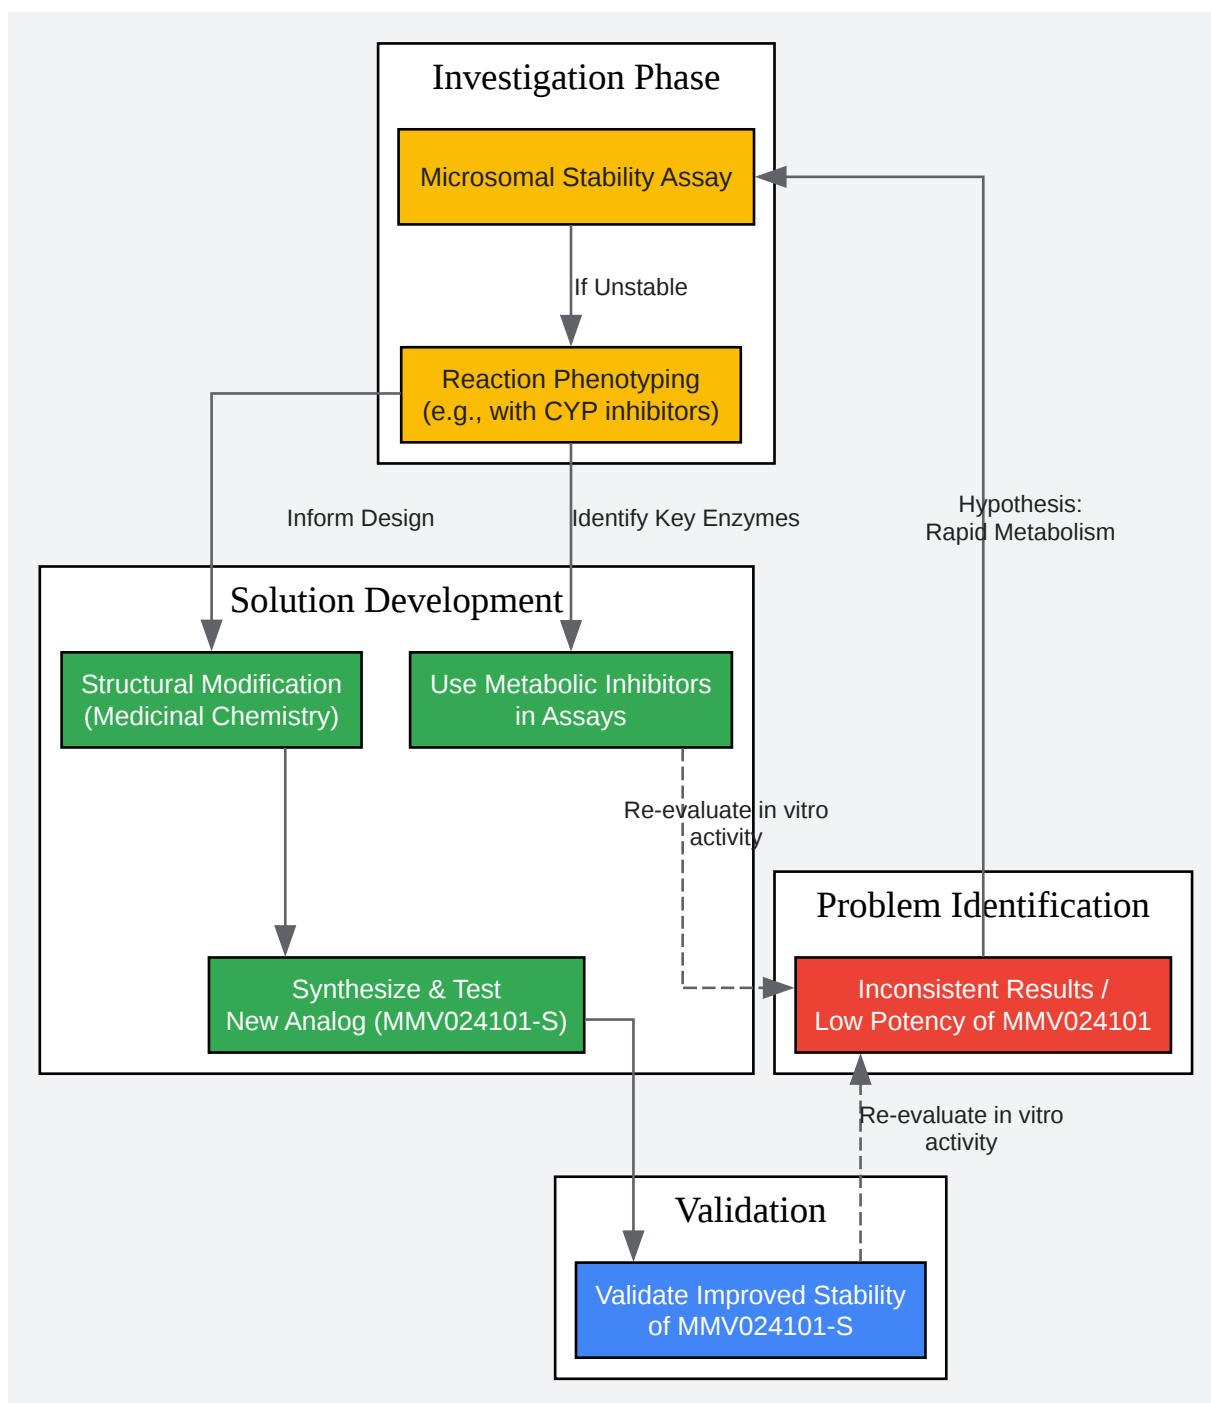 Investigation Phase
Microsomal Stability Assay
If Unstable
Reaction Phenotyping
(e.g., with CYP inhibitors)
Inform Design
Identify Key Enzymes
Hypothesis:
Rapid Metabolism
Solution Development
Structural Modification
(Medicinal Chemistry)
Use Metabolic Inhibitors
in Assays
Re-evaluate in vitro
activity
Problem Identification
Synthesize & Test
New Analog (MMV024101-S)
Inconsistent Results /
Low Potency of MMV024101
Re-evaluate in vitro
activity
Validation
Validate Improved Stability
of MMV024101-S